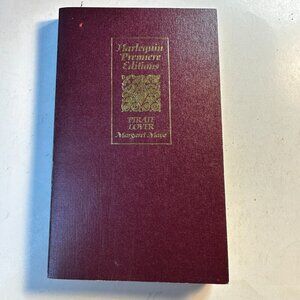 Harlequin
Premiere
Editions
PIRATE
LOVER
Margaret Mayo